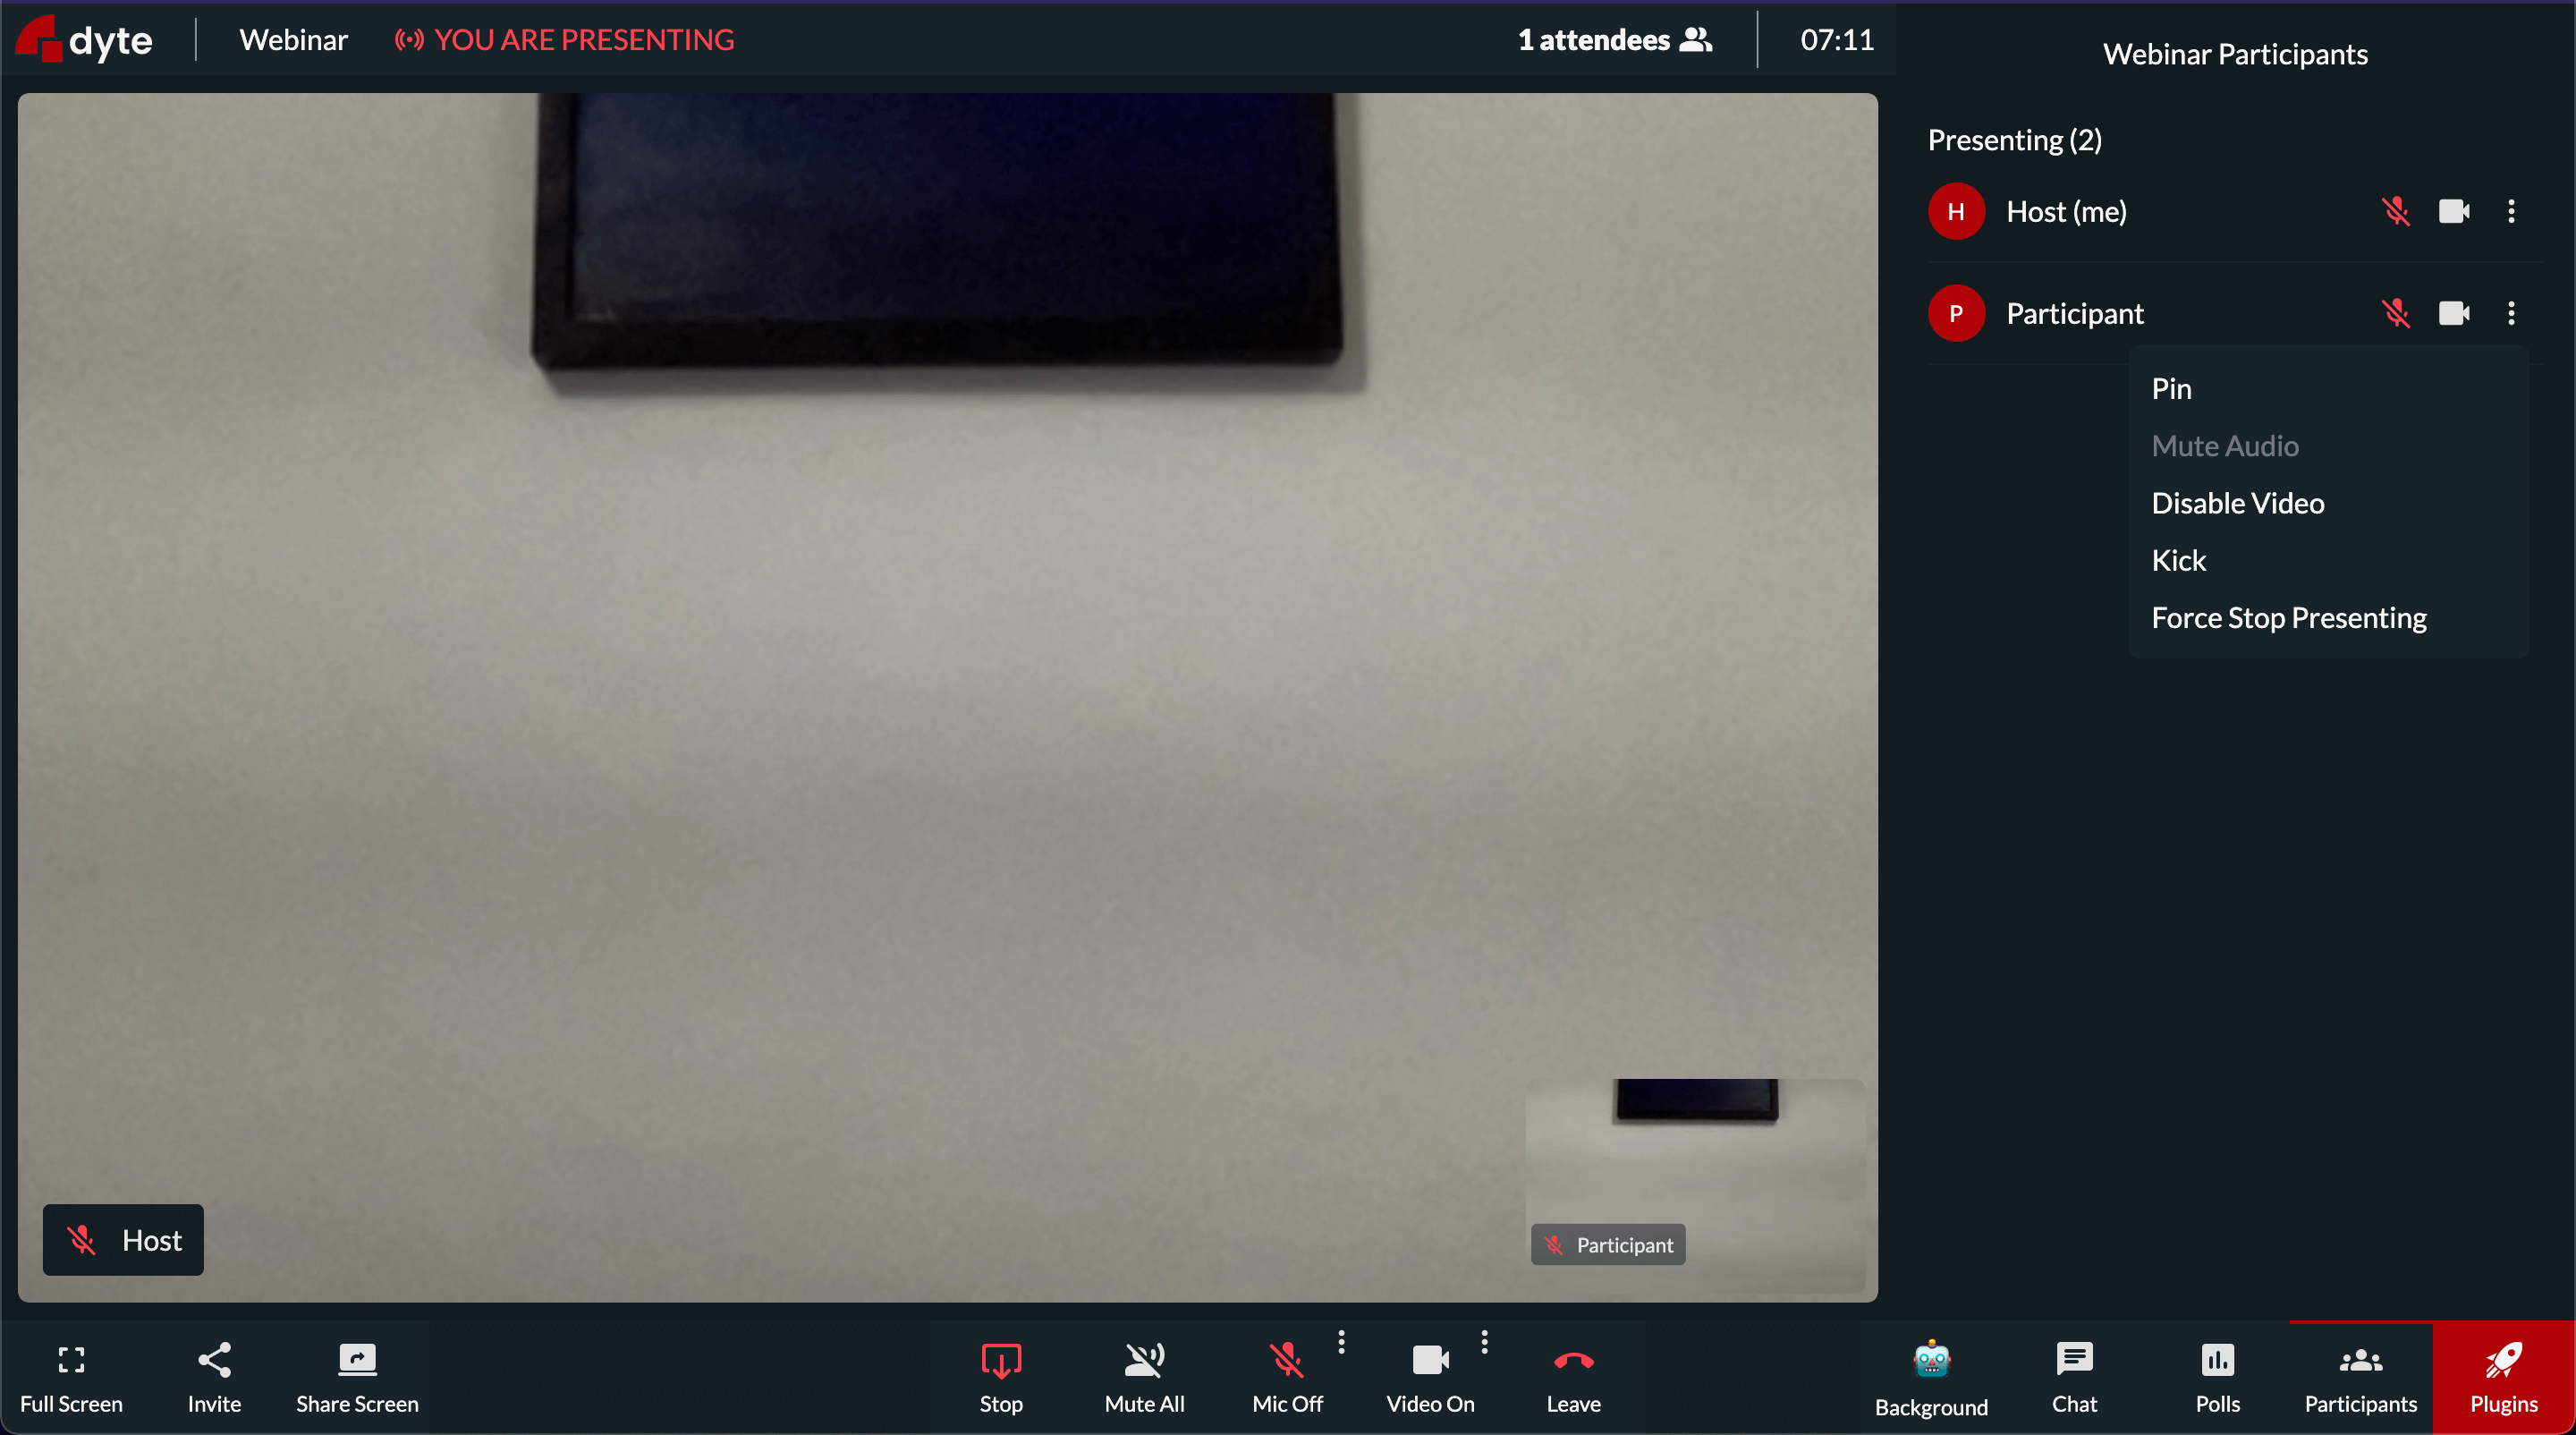 dyte
Webinar
YOU ARE PRESENTING
1 attendees
07:11
Webinar Participants
Presenting (2)
H
Host (me)
P
Participant
Pin
Mute Audio
Disable Video
Kick
Force Stop Presenting
Host
Participant
Full Screen
Invite
Share Screen
Stop
Mute All
Mic Off
Video On
Leave
Background
Chat
Polls
Participants
Plugins